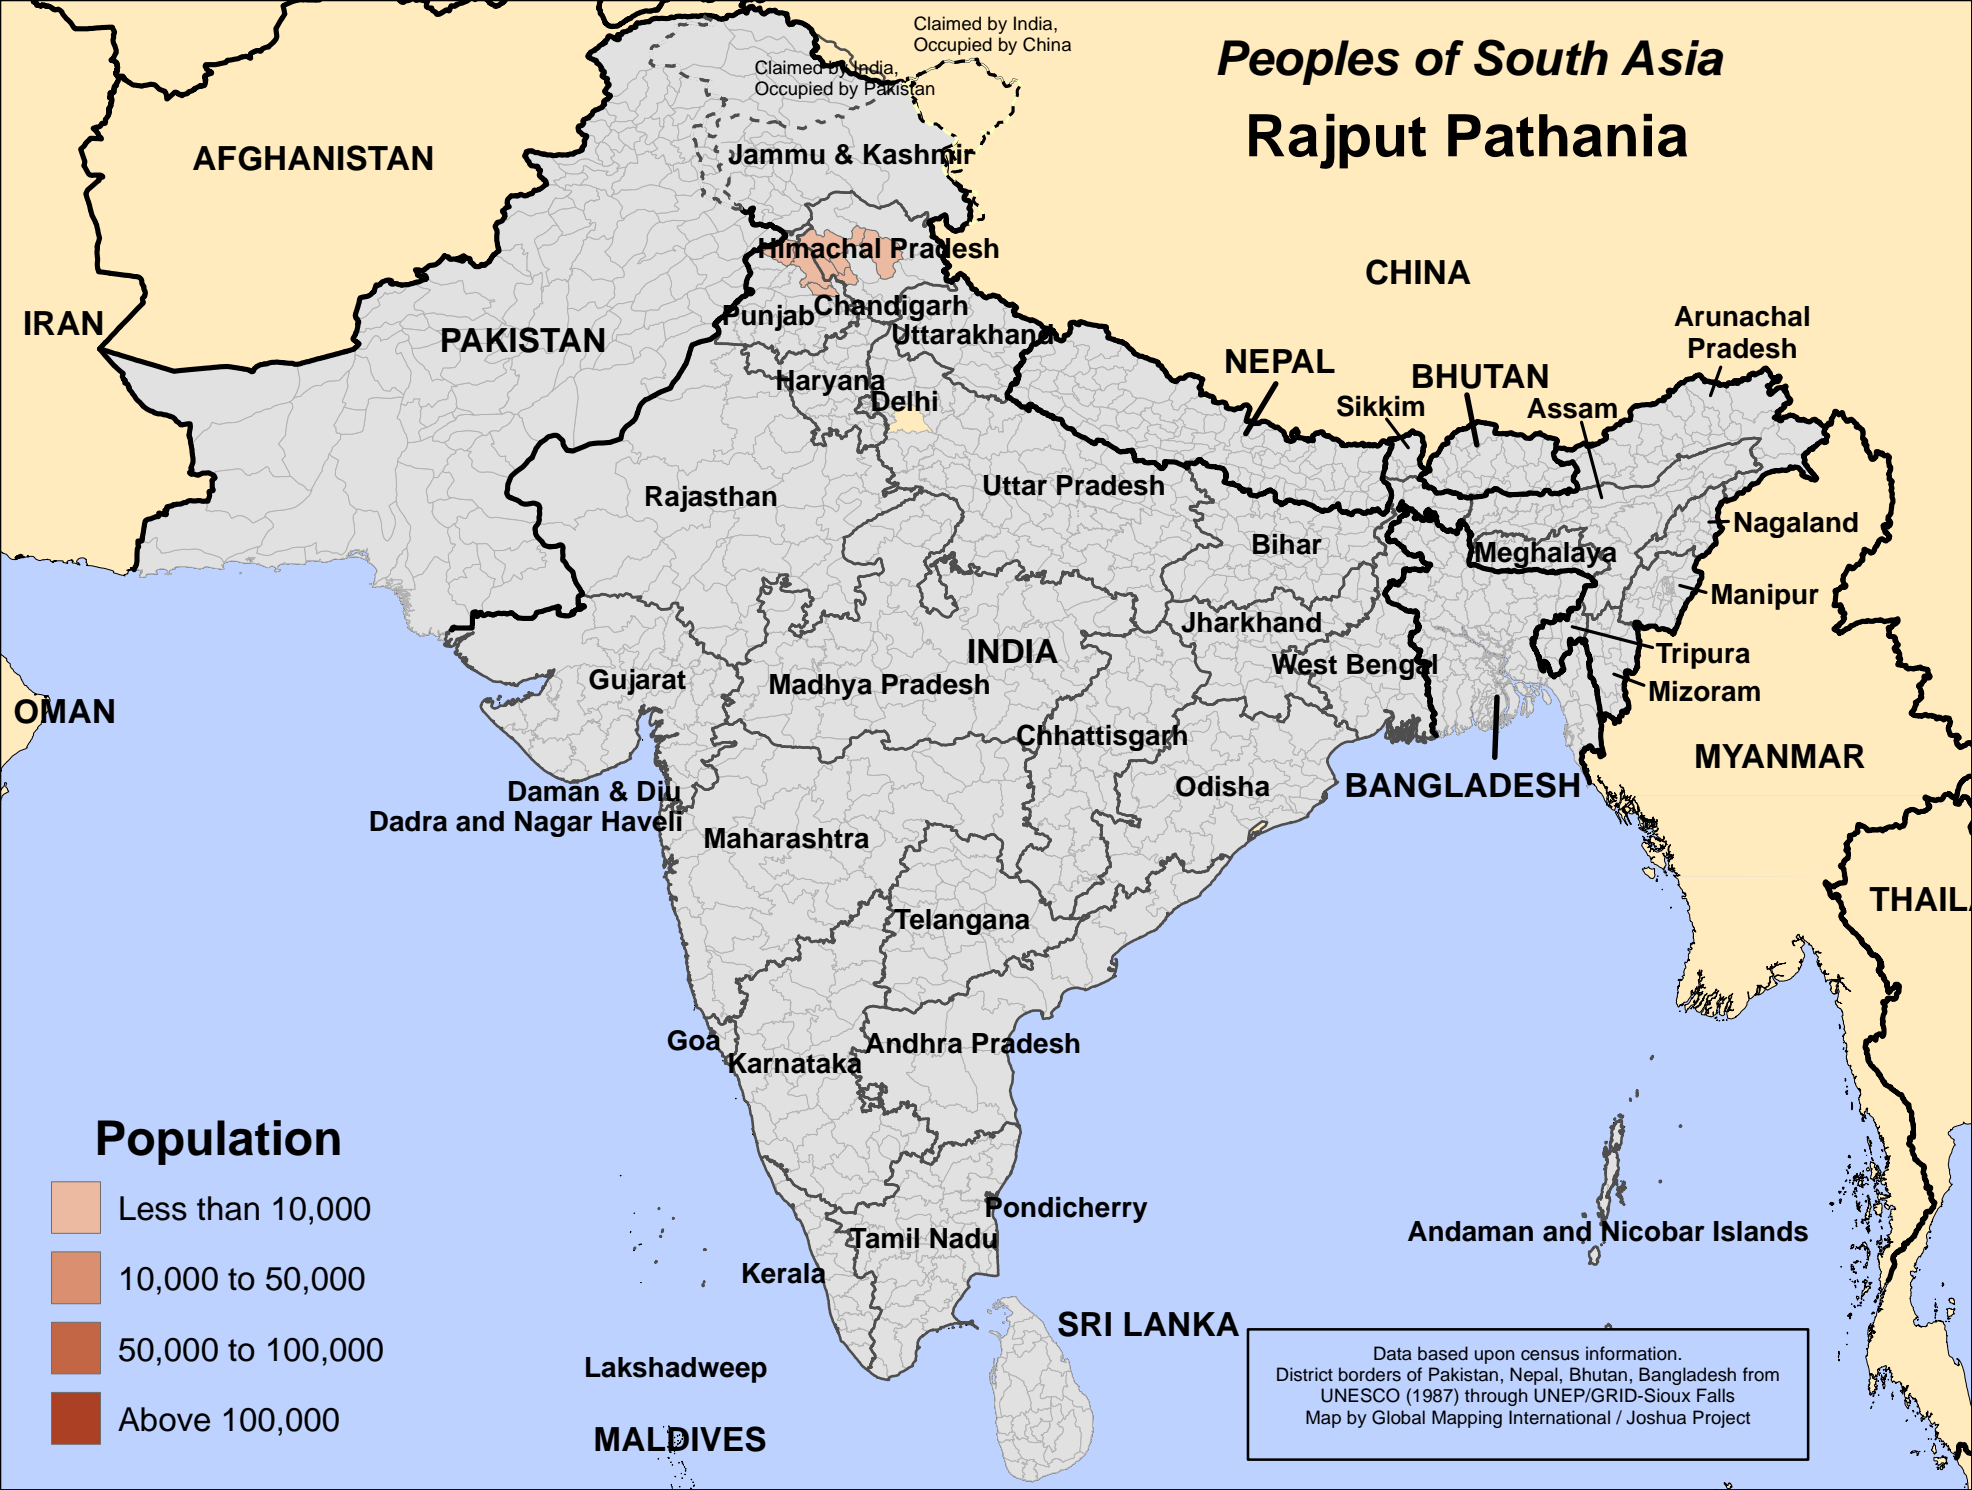 Claimed by India,
Occupied by China
Peoples of South Asia
Rajput Pathania
Claimed by India,
Occupied by Pakistan
AFGHANISTAN
Jammu & Kashmir
Himachal Pradesh
CHINA
IRAN
PAKISTAN
Punjab
Chandigarh
Uttarakhand
Arunachal
Pradesh
NEPAL
BHUTAN
Haryana
Delhi
Sikkim
Assam
Rajasthan
Uttar Pradesh
Nagaland
Bihar
Meghalaya
Manipur
Jharkhand
INDIA
West Bengal
Tripura
Gujarat
Madhya Pradesh
Mizoram
OMAN
Chhattisgarh
MYANMAR
Odisha
BANGLADESH
Daman & Diu
Dadra and Nagar Haveli
Maharashtra
THAIL
Telangana
Goa
Karnataka
Andhra Pradesh
Population
Less than 10,000
10,000 to 50,000
50,000 to 100,000
Above 100,000
Pondicherry
Tamil Nadu
Andaman and Nicobar Islands
Kerala
SRI LANKA
Lakshadweep
MALDIVES
Data based upon census information.
District borders of Pakistan, Nepal, Bhutan, Bangladesh from
UNESCO (1987) through UNEP/GRID-Sioux Falls
Map by Global Mapping International / Joshua Project